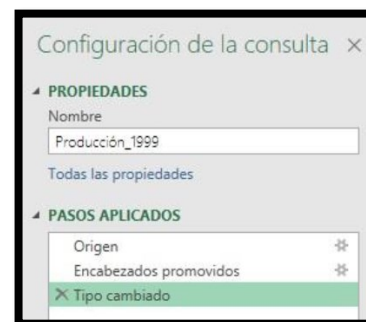 Configuración de la consulta
PROPIEDADES
Nombre
Producción_1999
Todas las propiedades
PASOS APLICADOS
Origen
Encabezados promovidos
Tipo cambiado